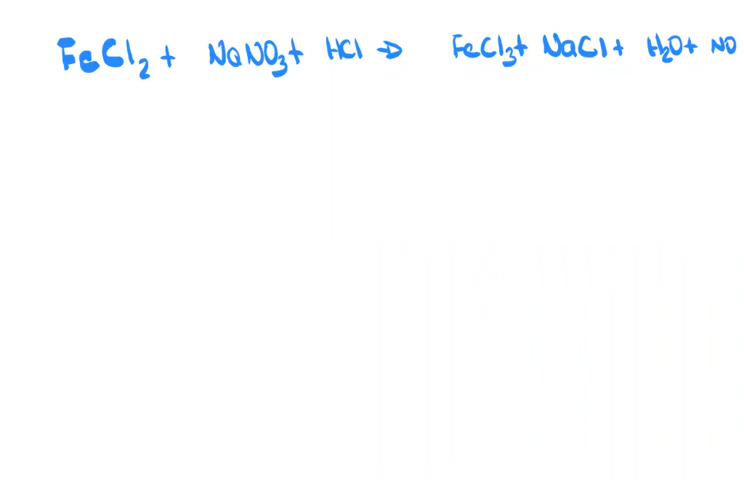 FeCl₂ + NaNO₃ + HCl → FeCl₃ + NaCl + H₂O + NO